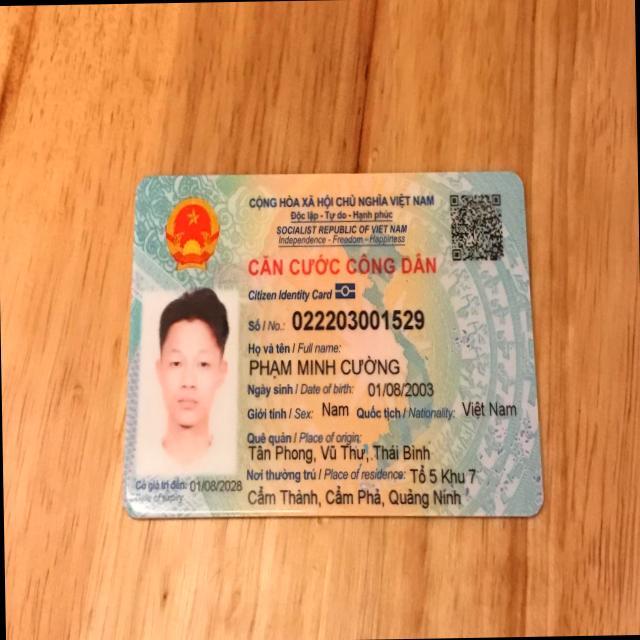 CỘNG HÒA XÃ HỘI CHỦ NGHĨA VIỆT NAM
Độc lập - Tự do - Hạnh phúc
SOCIALIST REPUBLIC OF VIET NAM
Independence - Freedom - Happiness
CĂN CƯỚC CÔNG DÂN
Citizen Identity Card
Số / No.: 022203001529
Họ và tên / Full name:
PHẠM MINH CƯỜNG
Ngày sinh / Date of birth: 01/08/2003
Giới tính / Sex: Nam Quốc tịch / Nationality: Việt Nam
Quê quán / Place of origin:
Tân Phong, Vũ Thư, Thái Bình
Nơi thường trú / Place of residence: Tổ 5 Khu 7
Cẩm Thành, Cẩm Phả, Quảng Ninh
Có giá trị đến: 01/08/2028
Date of expiry